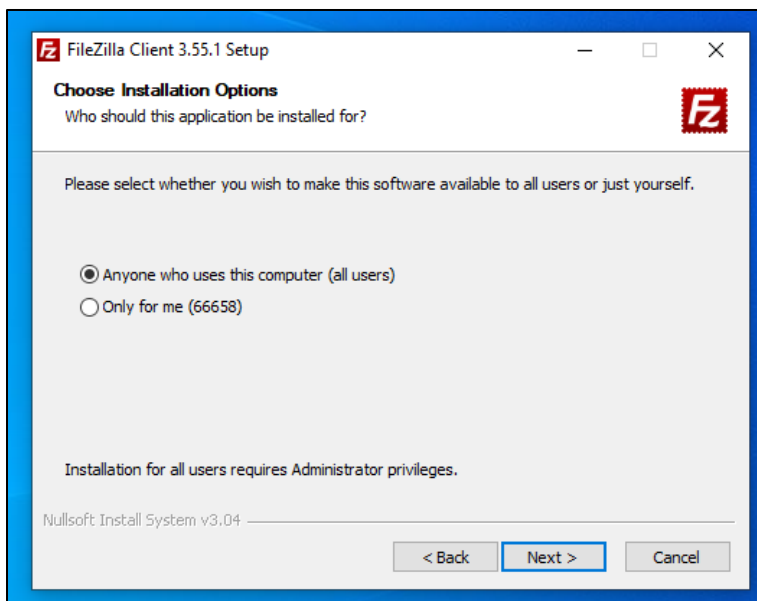 FileZilla Client 3.55.1 Setup
Choose Installation Options
Who should this application be installed for?
Fz
Please select whether you wish to make this software available to all users or just yourself.
Anyone who uses this computer (all users)
Only for me (66658)
Installation for all users requires Administrator privileges.
Nullsoft Install System v3.04
< Back Next > Cancel